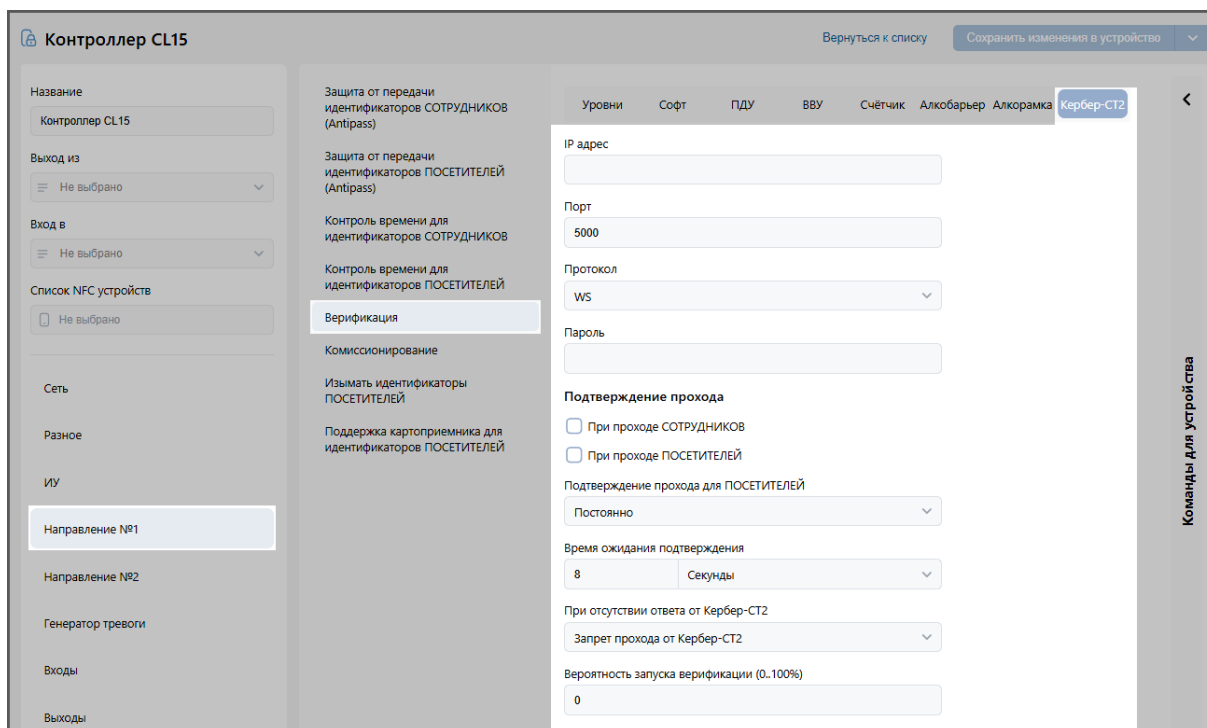 Контроллер CL15
Вернуться к списку
Сохранить изменения в устройство
Название
Контроллер CL15
Выход из
Не выбрано
Вход в
Не выбрано
Список NFC устройств
Не выбрано
Сеть
Разное
ИУ
Направление №1
Направление №2
Генератор тревоги
Входы
Выходы
Защита от передачи
идентификаторов СОТРУДНИКОВ
(Antipass)
Защита от передачи
идентификаторов ПОСЕТИТЕЛЕЙ
(Antipass)
Контроль времени для
идентификаторов СОТРУДНИКОВ
Контроль времени для
идентификаторов ПОСЕТИТЕЛЕЙ
Верификация
Комиссионирование
Изымать идентификаторы
ПОСЕТИТЕЛЕЙ
Поддержка картоприемника для
идентификаторов ПОСЕТИТЕЛЕЙ
Уровни Софт ПДУ ВВУ Счётчик Алкобарьер Алкорамка Кербер-СТ2
IP адрес
Порт
5000
Протокол
WS
Пароль
Подтверждение прохода
При проходе СОТРУДНИКОВ
При проходе ПОСЕТИТЕЛЕЙ
Подтверждение прохода для ПОСЕТИТЕЛЕЙ
Постоянно
Время ожидания подтверждения
8 Секунды
При отсутствии ответа от Кербер-СТ2
Запрет прохода от Кербер-СТ2
Вероятность запуска верификации (0..100%)
0
Команды для устройства